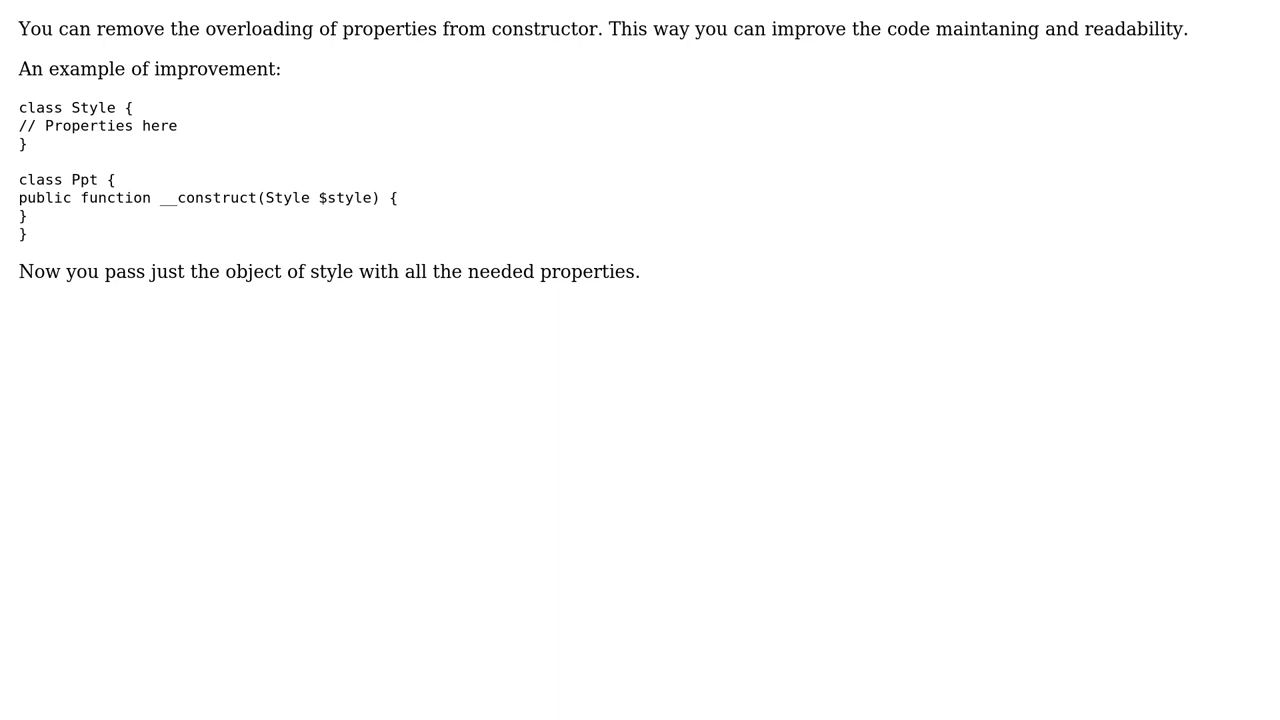 You can remove the overloading of properties from constructor. This way you can improve the code maintaning and readability.
An example of improvement:
class Style {
// Properties here
}
class Ppt {
public function __construct(Style $style) {
}
}
Now you pass just the object of style with all the needed properties.